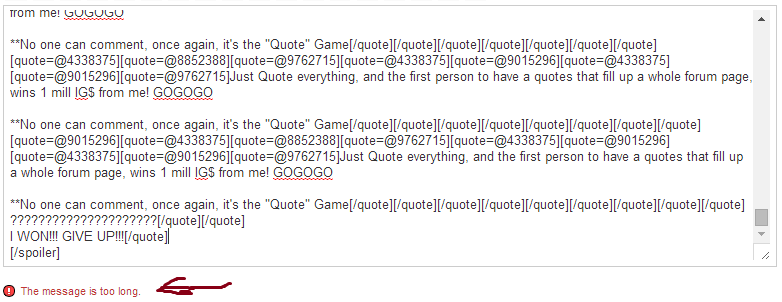 from me! GOGOGO
**No one can comment, once again, it's the "Quote" Game[/quote][/quote][/quote][/quote][/quote][/quote][/quote]
[quote=@4338375][quote=@8852388][quote=@9762715][quote=@4338375][quote=@9015296][quote=@4338375]
[quote=@9015296][quote=@9762715]Just Quote everything, and the first person to have a quotes that fill up a whole forum page,
wins 1 mill IG$ from me! GOGOGO
**No one can comment, once again, it's the "Quote" Game[/quote][/quote][/quote][/quote][/quote][/quote][/quote][/quote]
[quote=@9015296][quote=@4338375][quote=@8852388][quote=@9762715][quote=@4338375][quote=@9015296]
[quote=@4338375][quote=@9015296][quote=@9762715]Just Quote everything, and the first person to have a quotes that fill up
a whole forum page, wins 1 mill IG$ from me! GOGOGO
**No one can comment, once again, it's the "Quote" Game[/quote][/quote][/quote][/quote][/quote][/quote][/quote][/quote][/quote]
?????????????????????[/quote][/quote]
I WON!!! GIVE UP!!![/quote]
[/spoiler]
The message is too long.